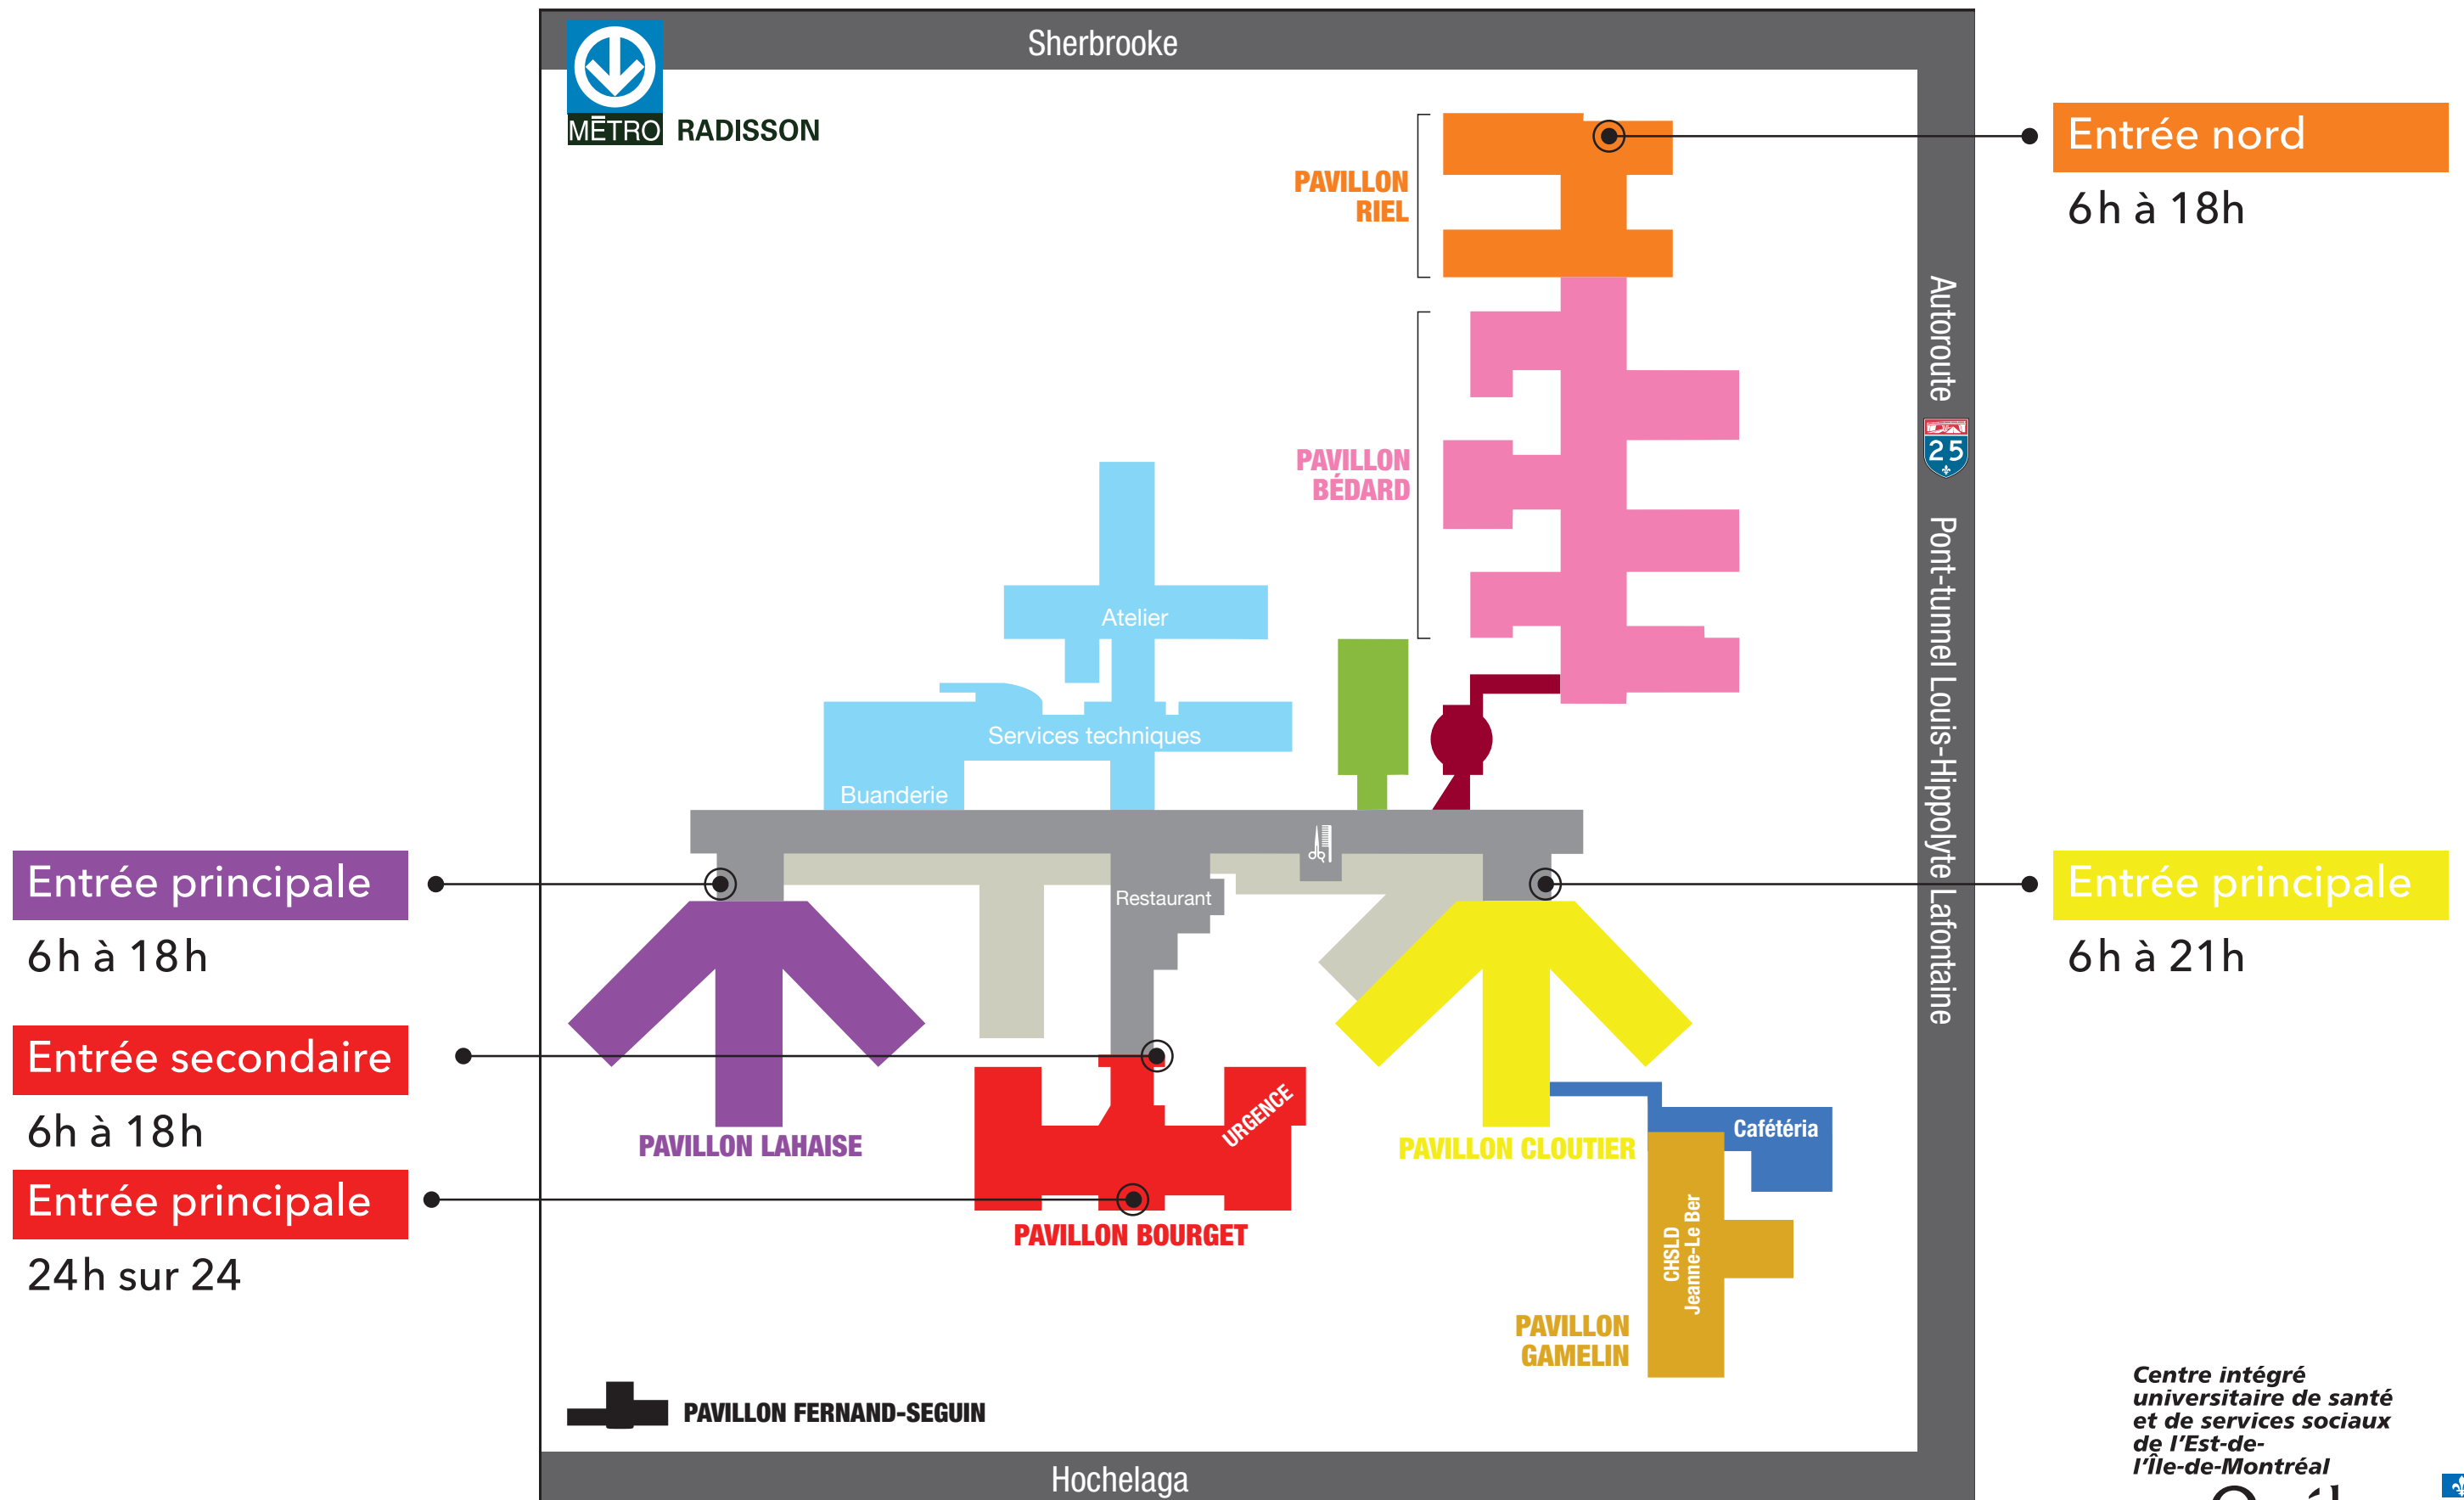 Sherbrooke
MÉTRO RADISSON
Entrée nord
6h à 18h
PAVILLON
RIEL
Autoroute
25
Pont-tunnel Louis-Hippolyte Lafontaine
PAVILLON
BÉDARD
Atelier
Services techniques
Buanderie
Entrée principale
6h à 18h
Restaurant
Entrée principale
6h à 21h
Entrée secondaire
6h à 18h
URGENCE
Cafétéria
PAVILLON LAHAISE
PAVILLON CLOUTIER
Entrée principale
24h sur 24
PAVILLON BOURGET
CHSLD
Jeanne-Le Ber
PAVILLON
GAMELIN
PAVILLON FERNAND-SEGUIN
Centre intégré
universitaire de santé
et de services sociaux
de l'Est-de-
l'Île-de-Montréal
Hochelaga